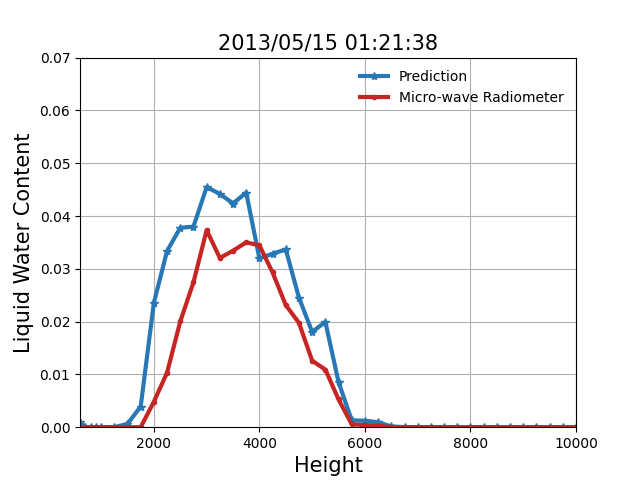 2013/05/15 01:21:38
0.07
0.06
0.05
0.04
0.03
0.02
0.01
0.00
Liquid Water Content
Prediction
Micro-wave Radiometer
2000 4000 6000 8000 10000
Height